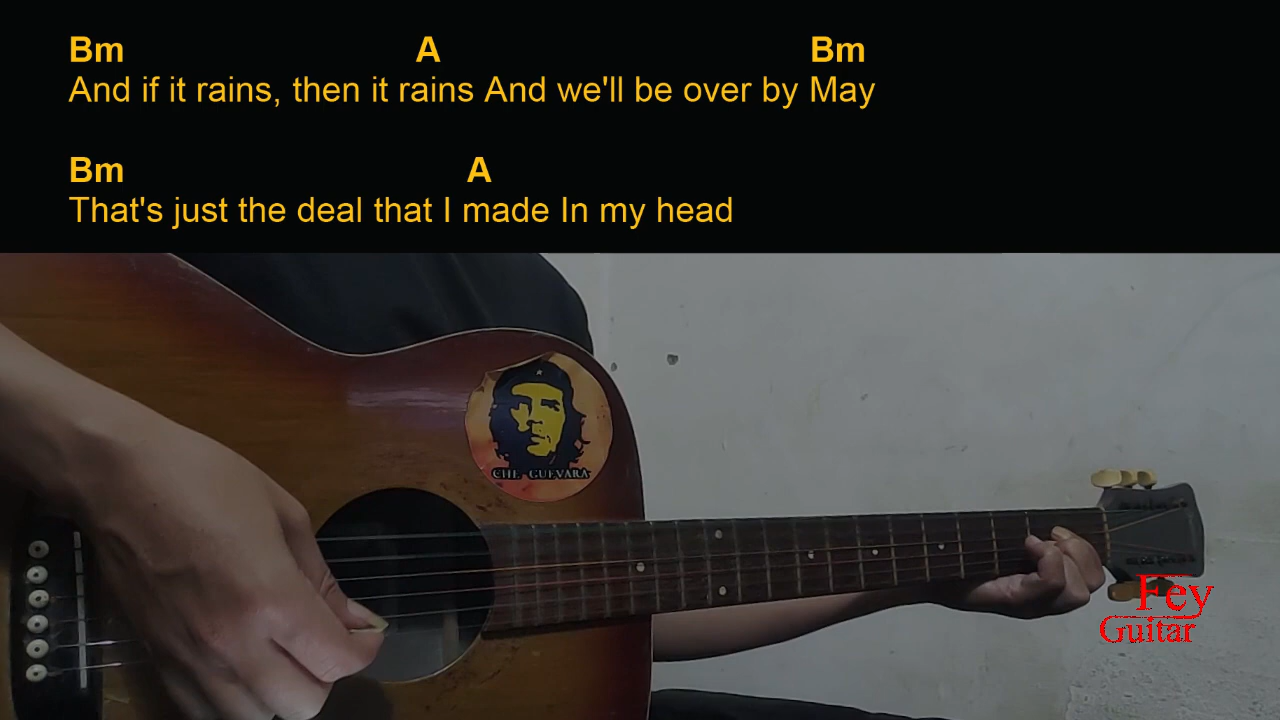 Bm A Bm
And if it rains, then it rains And we'll be over by May
Bm A
That's just the deal that I made In my head
CHE GUEVARA
Fey
Guitar